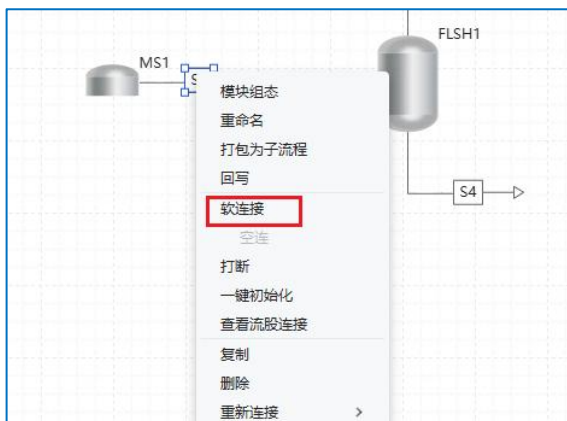 FLSH1
MS1
S
模块组态
重命名
打包为子流程
回写
软连接
空连
打断
一键初始化
查看流股连接
复制
删除
重新连接
S4